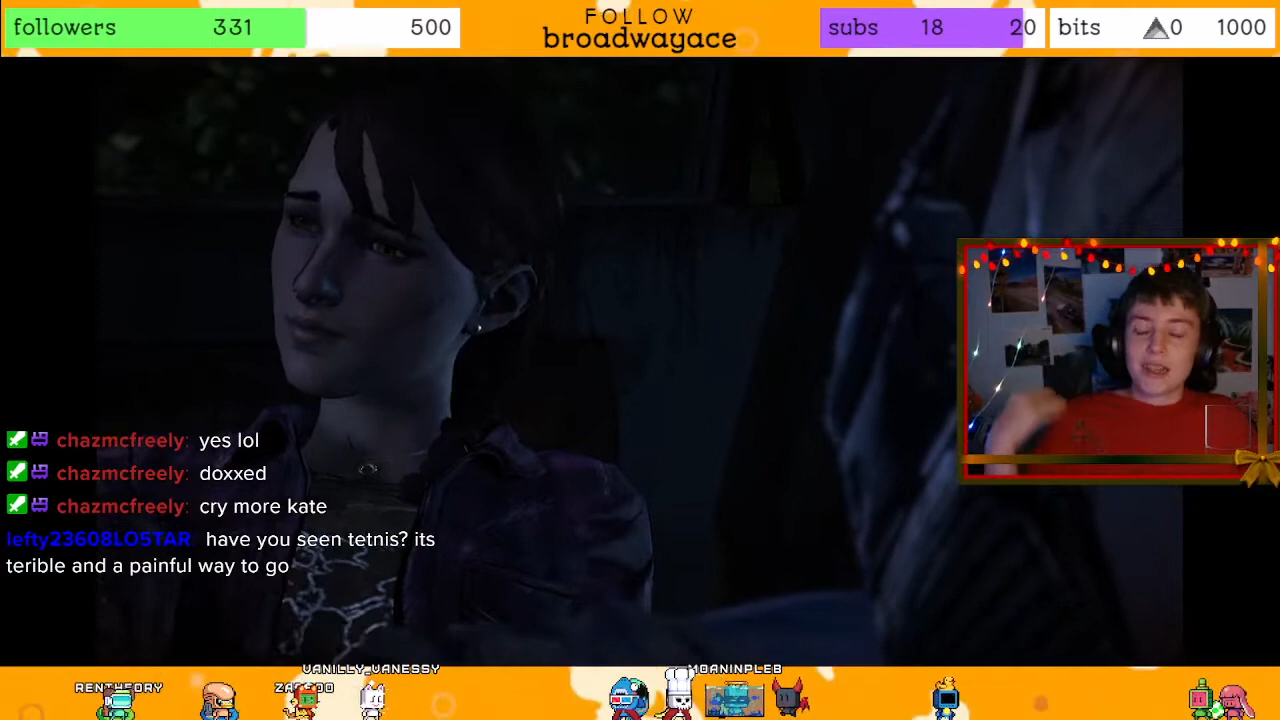 followers 331 500
FOLLOW
broadwayace
subs 18 20
bits 0 1000
chazmcfreely: yes lol
chazmcfreely: doxxed
chazmcfreely: cry more kate
lefty23608LO5TAR: have you seen tetnis? its
terible and a painful way to go
VANILLY_VANESSY
MOANINPLEB
RENTHEORY